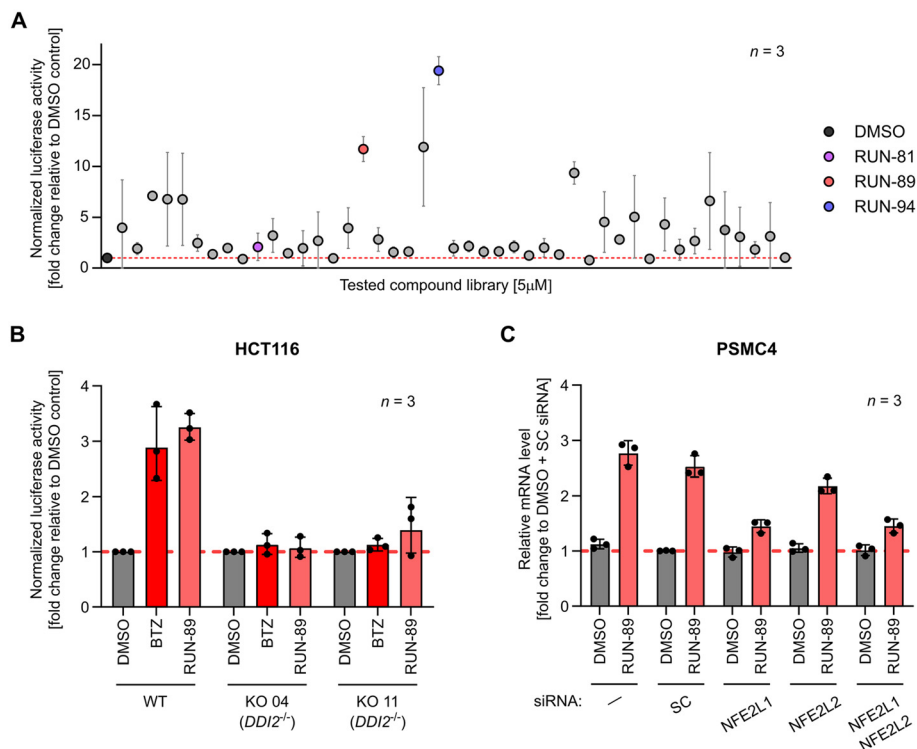 A
Normalized luciferase activity
[fold change relative to DMSO control]
20
15
10
5
0
n = 3
Tested compound library [5μM]
DMSO
RUN-81
RUN-89
RUN-94
B
HCT116
Normalized luciferase activity
[fold change relative to DMSO control]
4
3
2
1
0
n = 3
DMSO
BTZ
RUN-89
DMSO
BTZ
RUN-89
DMSO
BTZ
RUN-89
WT
KO 04
(DDI2-/-)
KO 11
(DDI2-/-)
C
PSMC4
Relative mRNA level
[fold change to DMSO + SC siRNA]
4
3
2
1
0
n = 3
DMSO
RUN-89
DMSO
RUN-89
DMSO
RUN-89
DMSO
RUN-89
DMSO
RUN-89
siRNA:
—
SC
NFE2L1
NFE2L2
NFE2L1
NFE2L2